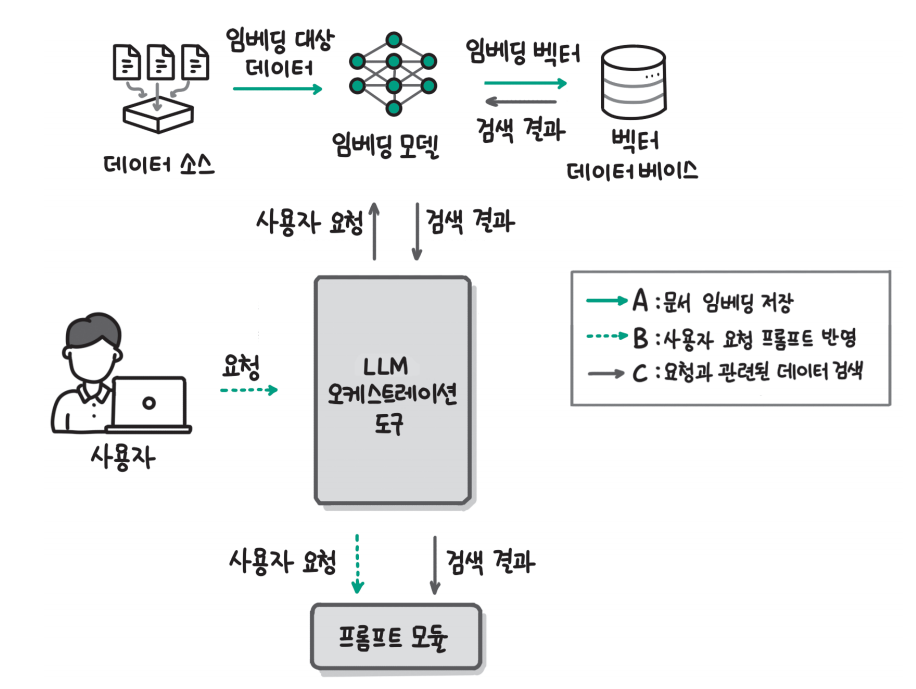 임베딩 대상
데이터
임베딩 벡터
검색 결과
데이터 소스
임베딩 모델
벡터
데이터 베이스
사용자 요청
검색 결과
A : 문서 임베딩 저장
B : 사용자 요청 프롬프트 반영
C : 요청과 관련된 데이터 검색
요청
LLM
오케스트레이션
도구
사용자
사용자 요청
검색 결과
프롬프트 모듈